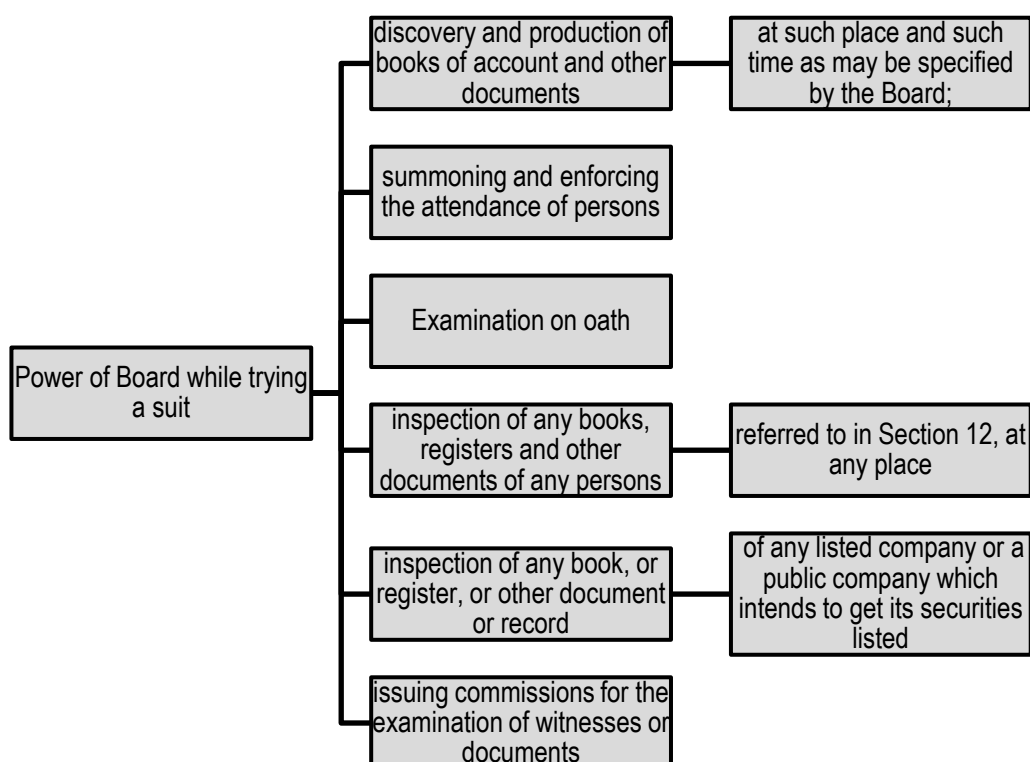 discovery and production of
books of account and other
documents
at such place and such
time as may be specified
by the Board;
summoning and enforcing
the attendance of persons
Examination on oath
Power of Board while trying
a suit
inspection of any books,
registers and other
documents of any persons
referred to in Section 12, at
any place
inspection of any book, or
register, or other document
or record
of any listed company or a
public company which
intends to get its securities
listed
issuing commissions for the
examination of witnesses or
documents